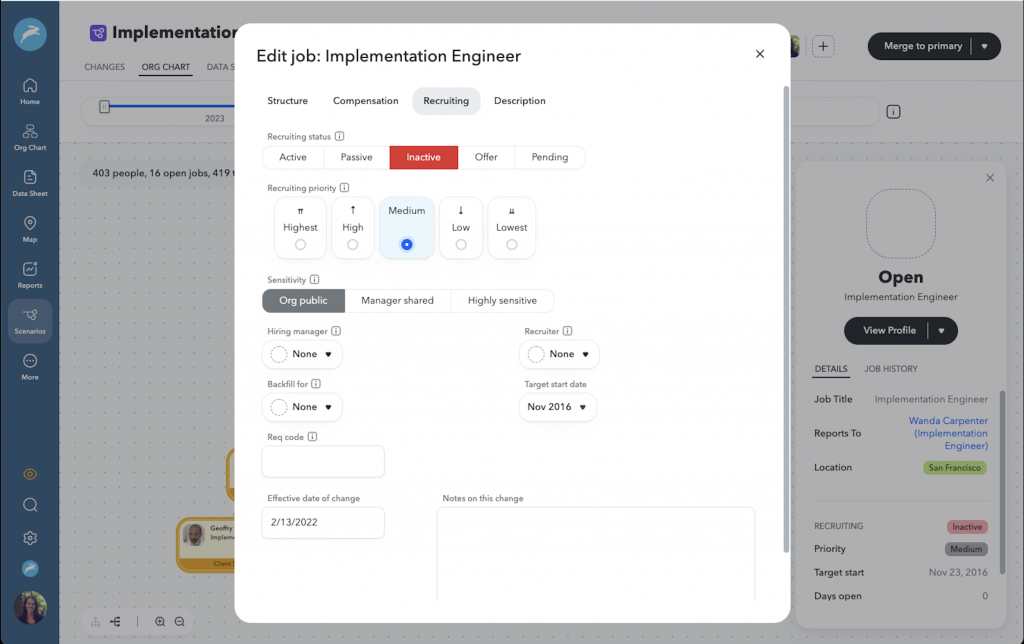 Implementation
CHANGES
ORG CHART
DATA S
Merge to primary
2023
403 people, 16 open jobs, 419
Home
Org Chart
Data Sheet
Map
Reports
Scenarios
More
Geoffry
Impleme
Client
Edit job: Implementation Engineer
Structure
Compensation
Recruiting
Description
Recruiting status
Active
Passive
Inactive
Offer
Pending
Recruiting priority
Highest
High
Medium
Low
Lowest
Sensitivity
Org public
Manager shared
Highly sensitive
Hiring manager
None
Recruiter
None
Backfill for
None
Target start date
Nov 2016
Req code
Effective date of change
2/13/2022
Notes on this change
Open
Implementation Engineer
View Profile
DETAILS
JOB HISTORY
Job Title
Implementation Engineer
Reports To
Wanda Carpenter
(Implementation
Engineer)
Location
San Francisco
RECRUITING
Inactive
Priority
Medium
Target start
Nov 23, 2016
Days open
0